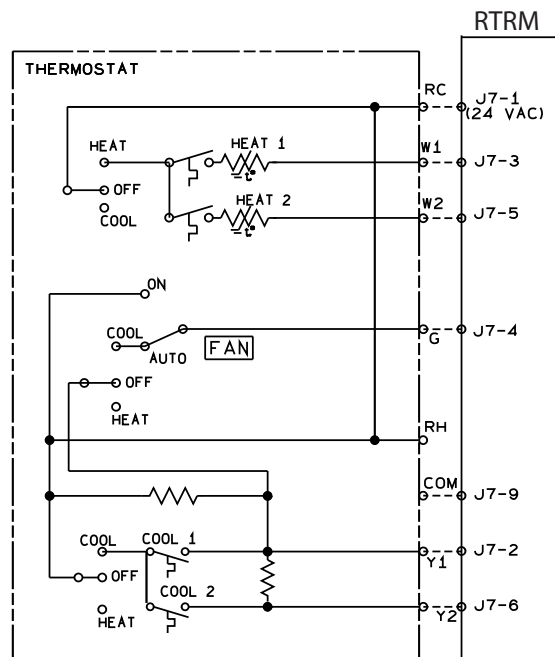 RTRM
THERMOSTAT
RC
J7-1
(24 VAC)
HEAT
HEAT 1
W1
J7-3
-t°
OFF
HEAT 2
W2
J7-5
COOL
-t°
ON
COOL
FAN
G
J7-4
AUTO
OFF
HEAT
RH
COM
J7-9
COOL
COOL 1
J7-2
Y1
OFF
COOL 2
J7-6
Y2
HEAT